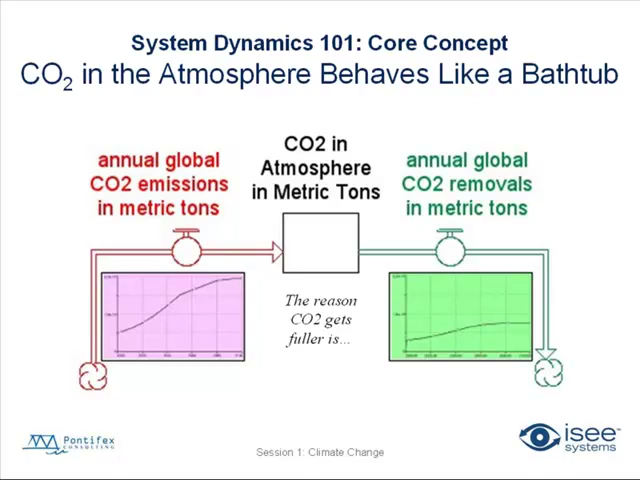 System Dynamics 101: Core Concept
CO2 in the Atmosphere Behaves Like a Bathtub
annual global
CO2 emissions
in metric tons
CO2 in
Atmosphere
in Metric Tons
annual global
CO2 removals
in metric tons
The reason
CO2 gets
fuller is...
Pontifex
CONSULTING
Session 1: Climate Change
isee
systems